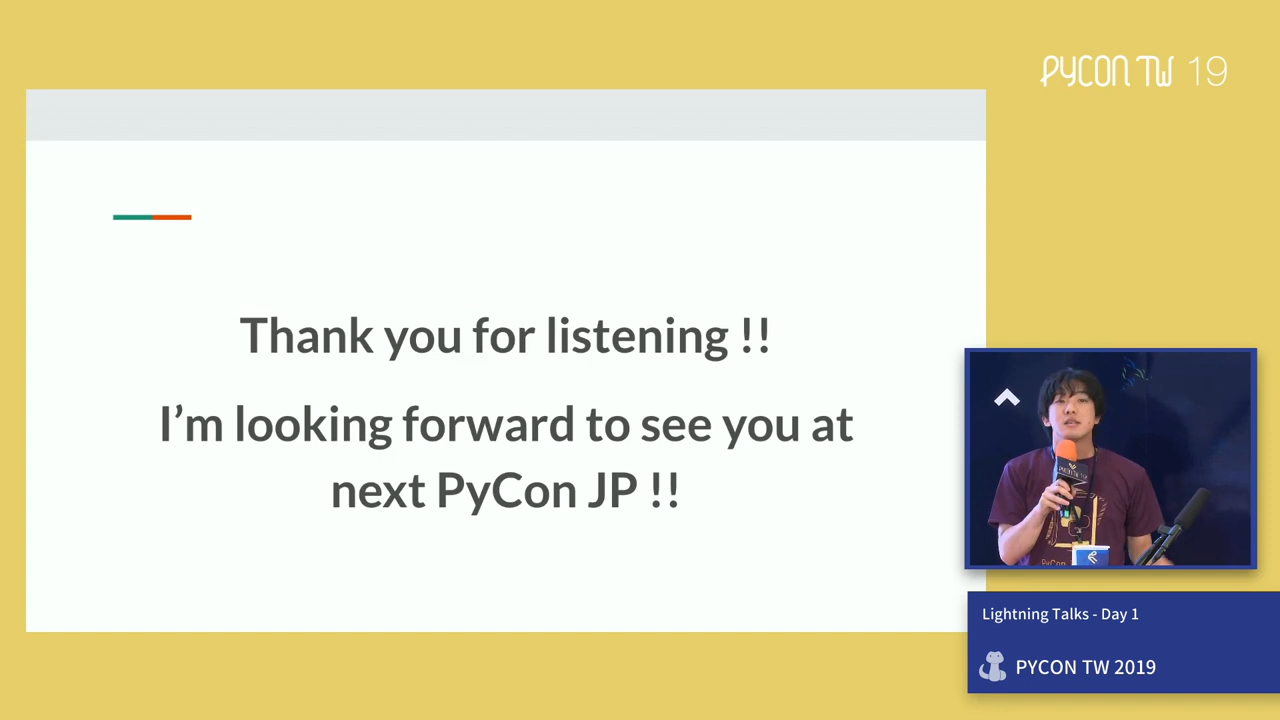 PYCON TW 19
Thank you for listening !!
I’m looking forward to see you at
next PyCon JP !!
Lightning Talks - Day 1
PYCON TW 2019